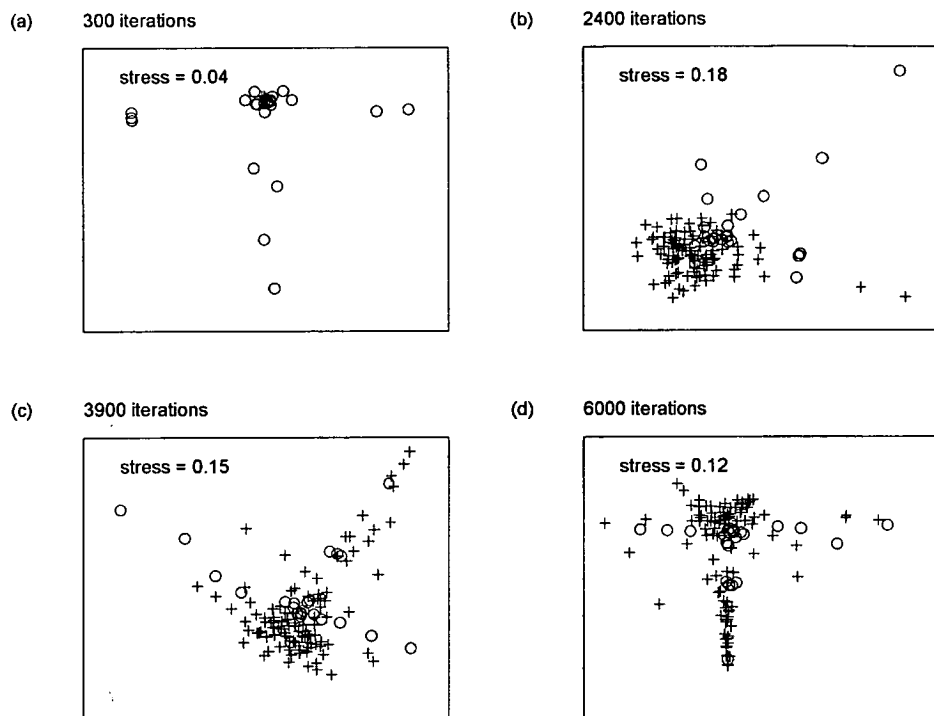 (a) 300 iterations
stress = 0.04
(b) 2400 iterations
stress = 0.18
(c) 3900 iterations
stress = 0.15
(d) 6000 iterations
stress = 0.12